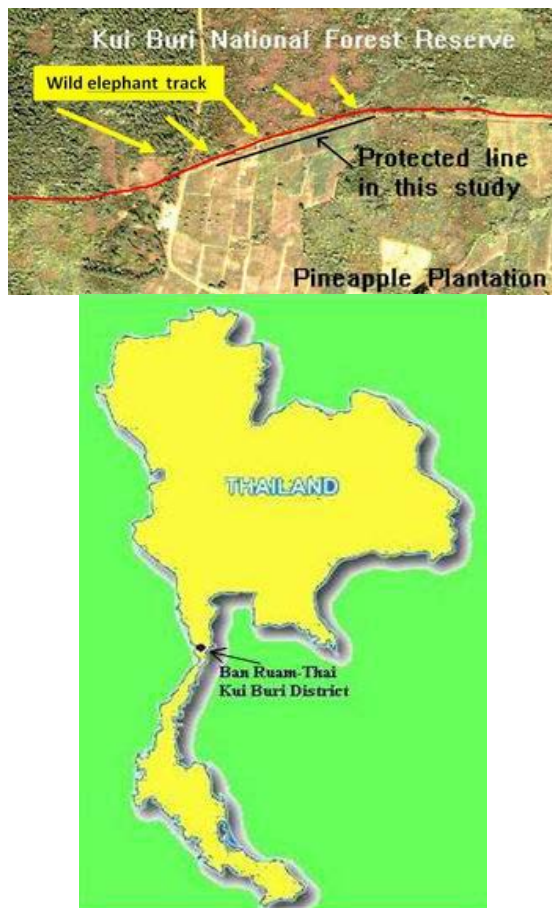 Kui Buri National Forest Reserve
Wild elephant track
Protected line
in this study
Pineapple Plantation
THAILAND
Ban Ruam-Thai
Kui Buri District